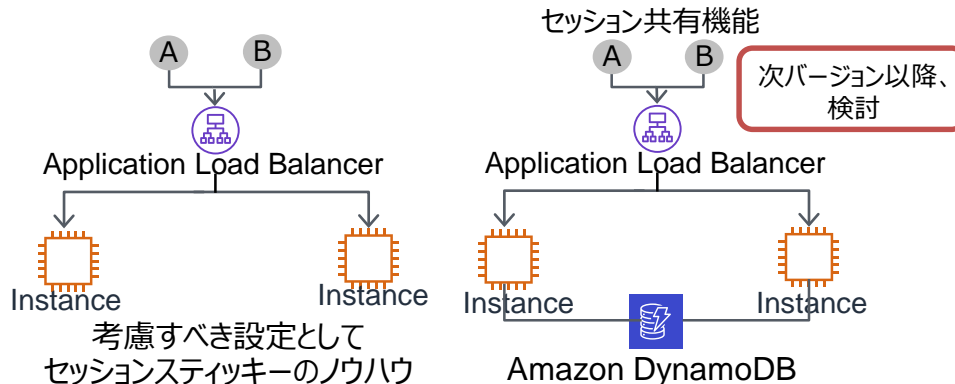 A
B
Application Load Balancer
Instance
Instance
考慮すべき設定として
セッションスティッキーのノウハウ
セッション共有機能
A
B
次バージョン以降、
検討
Application Load Balancer
Instance
Instance
Amazon DynamoDB